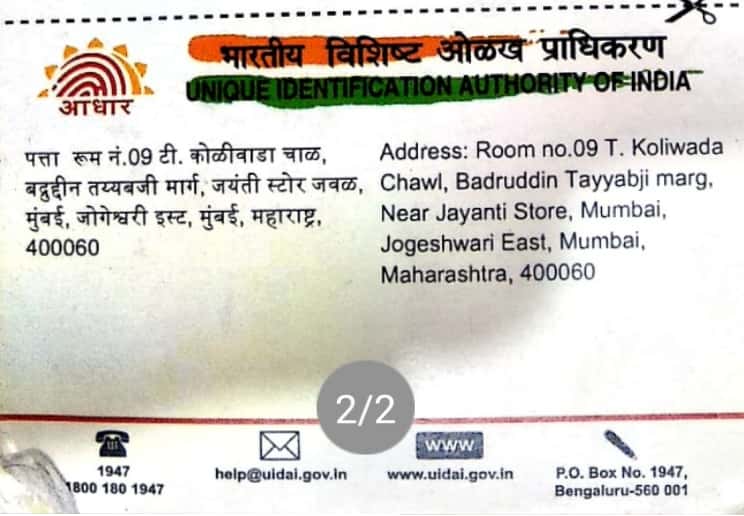 भारतीय विशिष्ट ओळख प्राधिकरण
UNIQUE IDENTIFICATION AUTHORITY OF INDIA
आधार
पत्ता रूम नं.09 टी. कोळीवाडा चाळ,
बद्रुद्दीन तय्यबजी मार्ग, जयंती स्टोर जवळ,
मुंबई, जोगेश्वरी इस्ट, मुंबई, महाराष्ट्र,
400060
Address: Room no.09 T. Koliwada
Chawl, Badruddin Tayyabji marg,
Near Jayanti Store, Mumbai,
Jogeshwari East, Mumbai,
Maharashtra, 400060
2/2
1947
1800 180 1947
help@uidai.gov.in
www
www.uidai.gov.in
P.O. Box No. 1947,
Bengaluru-560 001